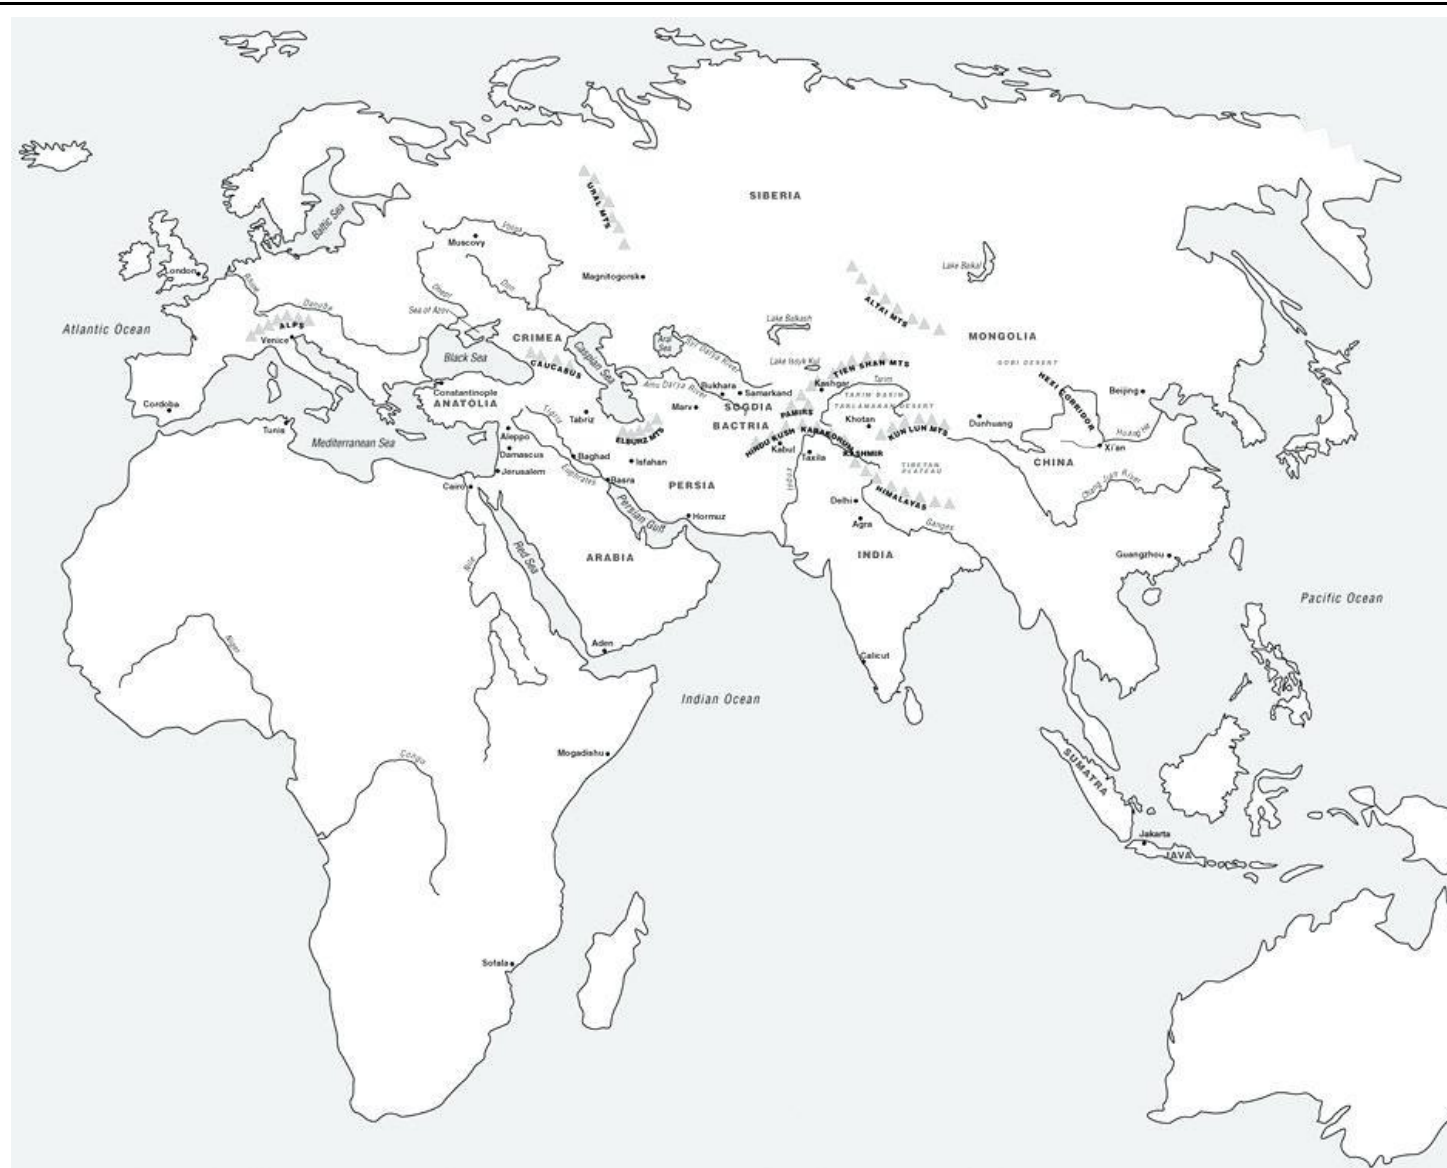 SIBERIA
URAL MTS
Baltic Sea
Volga
Muscovy
London
Magnitogorsk
Lake Baikal
Rhine
Don
Dnepr
Danube
ALTAI MTS
Sea of Azov
Lake Balkash
ALPS
Atlantic Ocean
Venice
CRIMEA
Aral
Sea
Syr Darya River
MONGOLIA
Black Sea
Caspian Sea
Lake Issyk Kul
TIEN SHAN MTS
GOBI DESERT
CAUCASUS
HEXI CORRIDOR
Amu Darya River
Bukhara
Samarkand
Kashgar
Tarim
TARIM BASIN
Beijing
Constantinople
ANATOLIA
Cordoba
Marv
SOGDIA
TAKLAMAKAN DESERT
PAMIRS
Tigris
Tabriz
BACTRIA
Khotan
Dunhuang
Tunis
KARAKORUM
KUN LUN MTS
Huang He
Mediterranean Sea
Aleppo
ELBURZ MTS
HINDU KUSH
Kabul
Xi'an
Damascus
Baghdad
Isfahan
Taxila
KASHMIR
TIBETAN
PLATEAU
CHINA
Jerusalem
Euphrates
Basra
Indus
Cairo
PERSIA
HIMALAYAS
Persian Gulf
Delhi
Hormuz
Agra
Ganges
Red Sea
ARABIA
INDIA
Guangzhou
Nile
Pacific Ocean
Niger
Aden
Calicut
Indian Ocean
Mogadishu
Congo
SUMATRA
Jakarta
JAVA
Sofala